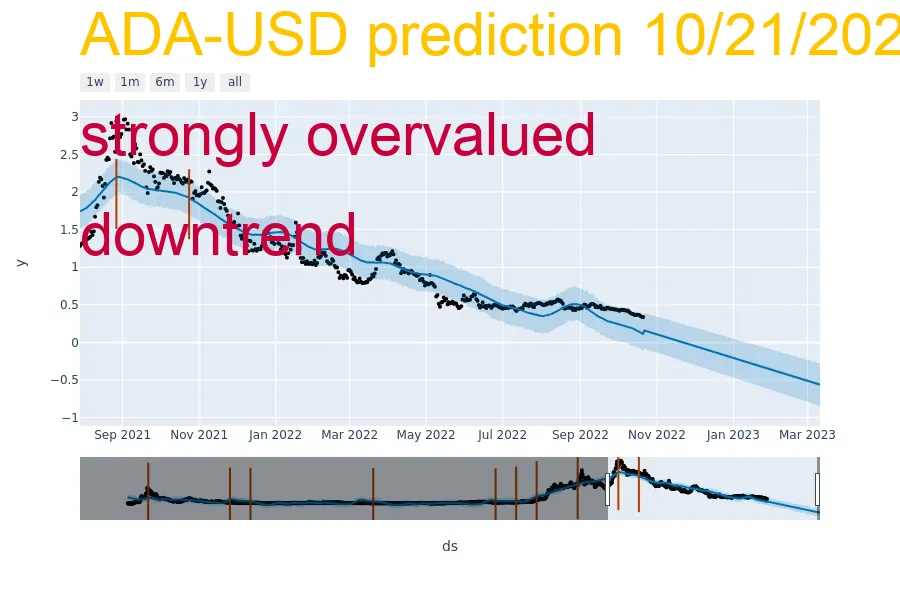 ADA-USD prediction 10/21/202
1w 1m 6m 1y all
strongly overvalued
downtrend
3
2.5
2
1.5
1
0.5
0
−0.5
−1
y
Sep 2021 Nov 2021 Jan 2022 Mar 2022 May 2022 Jul 2022 Sep 2022 Nov 2022 Jan 2023 Mar 2023
ds